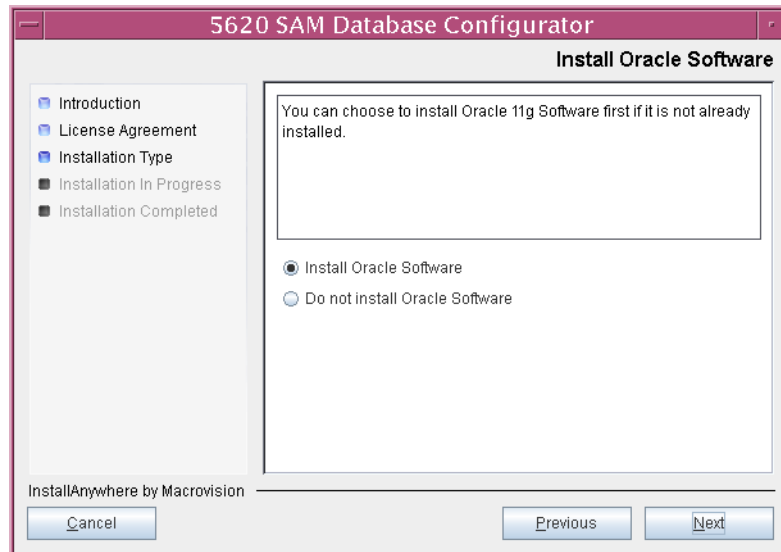 5620 SAM Database Configurator
Install Oracle Software
Introduction
License Agreement
Installation Type
Installation In Progress
Installation Completed
You can choose to install Oracle 11g Software first if it is not already
installed.
Install Oracle Software
Do not install Oracle Software
InstallAnywhere by Macrovision
Cancel
Previous
Next